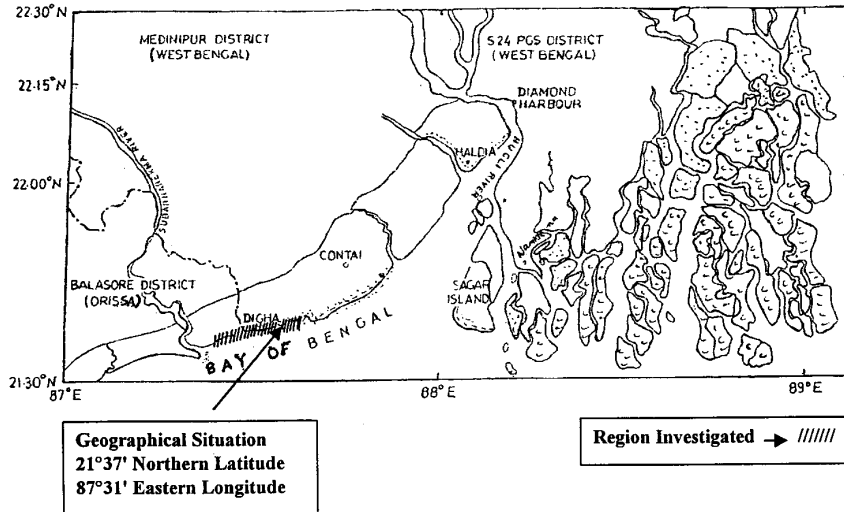 22.30°N
MEDINIPUR DISTRICT
(WEST BENGAL)
S 24 PGS DISTRICT
(WEST BENGAL)
22·15°N
DIAMOND
HARBOUR
SUBARNAREKHA RIVER
HALDIA
HUGLI RIVER
22·00°N
Namkhana
CONTAI
BALASORE DISTRICT
(ORISSA)
SAGAR
ISLAND
DIGHA
BAY OF BENGAL
21·30°N
87°E
88°E
89°E
Geographical Situation
21°37' Northern Latitude
87°31' Eastern Longitude
Region Investigated